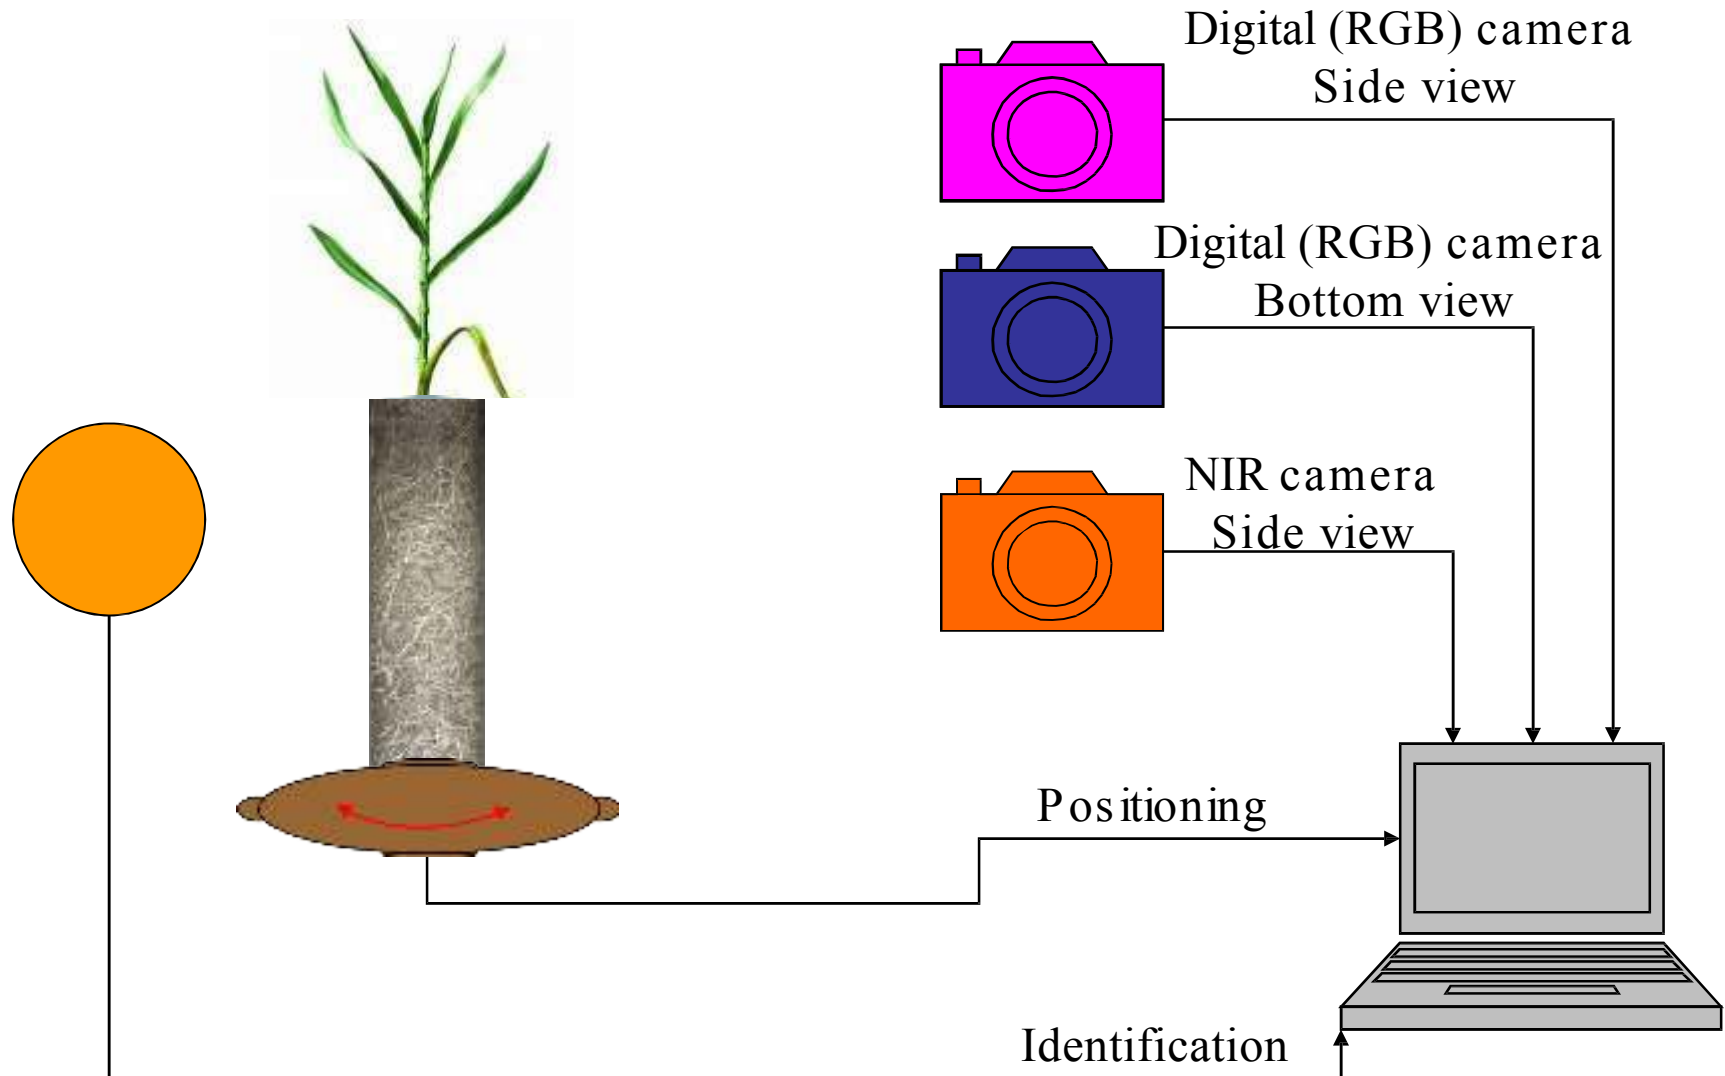 Digital (RGB) camera
Side view
Digital (RGB) camera
Bottom view
NIR camera
Side view
Positioning
Identification